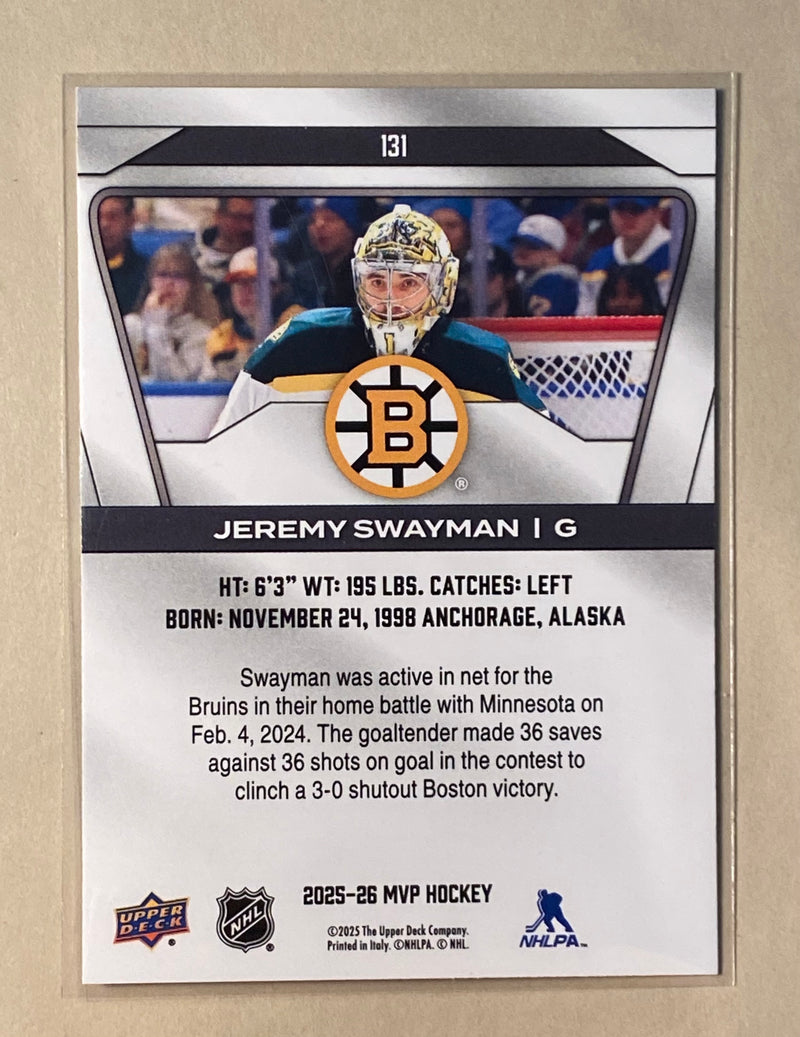 131
1
B
®
JEREMY SWAYMAN | G
HT: 6'3" WT: 195 LBS. CATCHES: LEFT
BORN: NOVEMBER 24, 1998 ANCHORAGE, ALASKA
Swayman was active in net for the
Bruins in their home battle with Minnesota on
Feb. 4, 2024. The goaltender made 36 saves
against 36 shots on goal in the contest to
clinch a 3-0 shutout Boston victory.
UPPER
D·E·C·K ®
NHL ®
2025-26 MVP HOCKEY
©2025 The Upper Deck Company.
Printed in Italy. ©NHLPA. © NHL.
NHLPA™